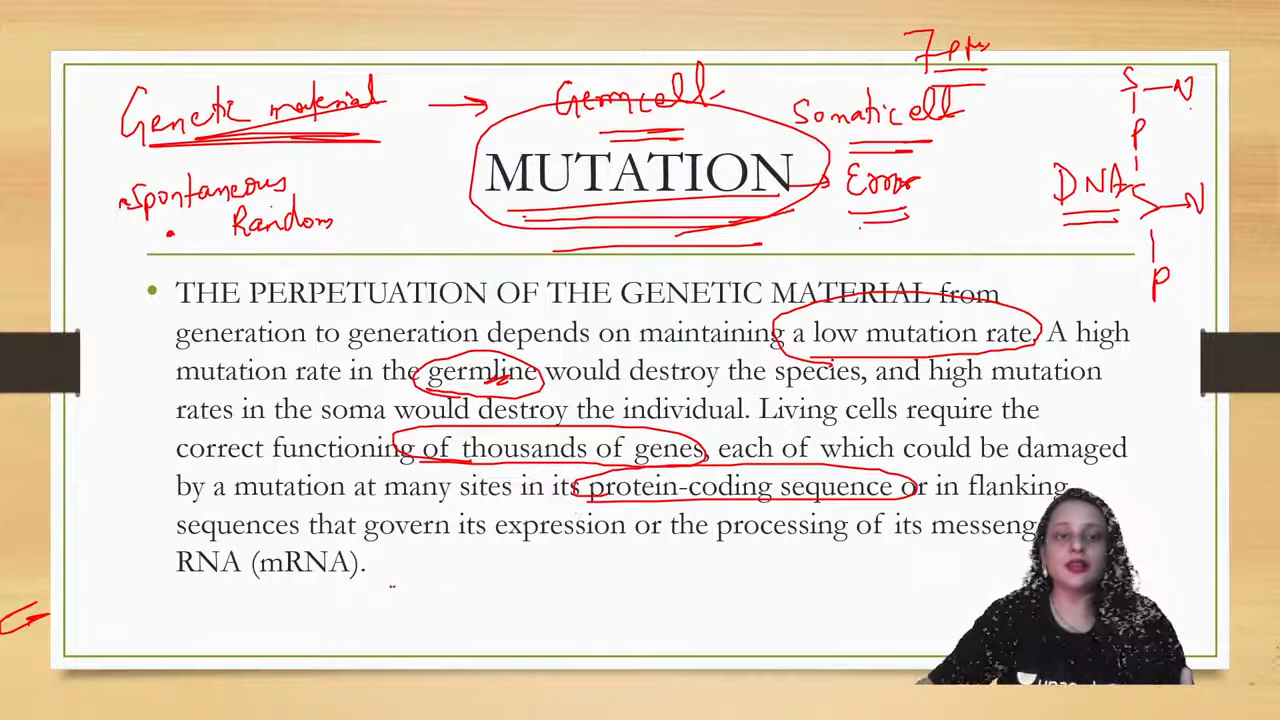 Genetic material → Germcell
Somaticell
S - N
P
MUTATION → Error
DNA S - N
P
Spontaneous
Random
• THE PERPETUATION OF THE GENETIC MATERIAL from
generation to generation depends on maintaining a low mutation rate. A high
mutation rate in the germline would destroy the species, and high mutation
rates in the soma would destroy the individual. Living cells require the
correct functioning of thousands of genes, each of which could be damaged
by a mutation at many sites in its protein-coding sequence or in flanking
sequences that govern its expression or the processing of its messeng
RNA (mRNA).